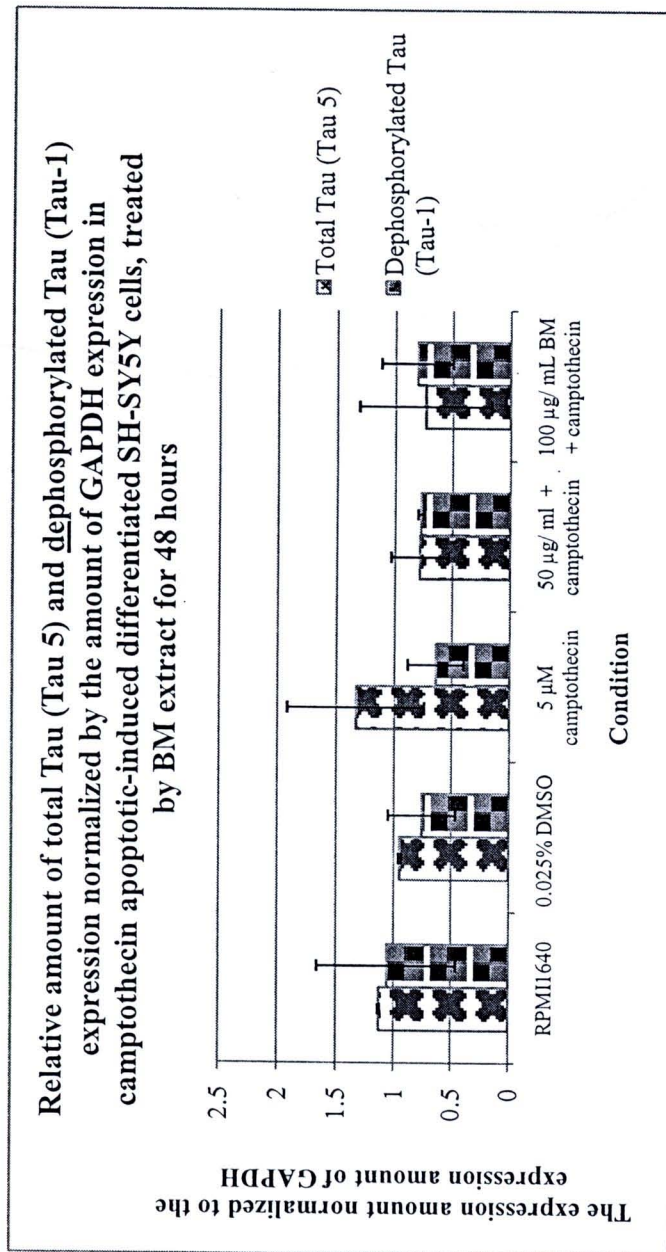 Relative amount of total Tau (Tau 5) and dephosphorylated Tau (Tau-1)
expression normalized by the amount of GAPDH expression in
camptothecin apoptotic-induced differentiated SH-SY5Y cells, treated
by BM extract for 48 hours
The expression amount normalized to the
expression amount of GAPDH
2.5
2
1.5
1
0.5
0
Total Tau (Tau 5)
Dephosphorylated Tau
(Tau-1)
RPMI1640
0.025% DMSO
5 µM
camptothecin
50 µg/ ml +
camptothecin
100 µg/ mL BM
+ camptothecin
Condition